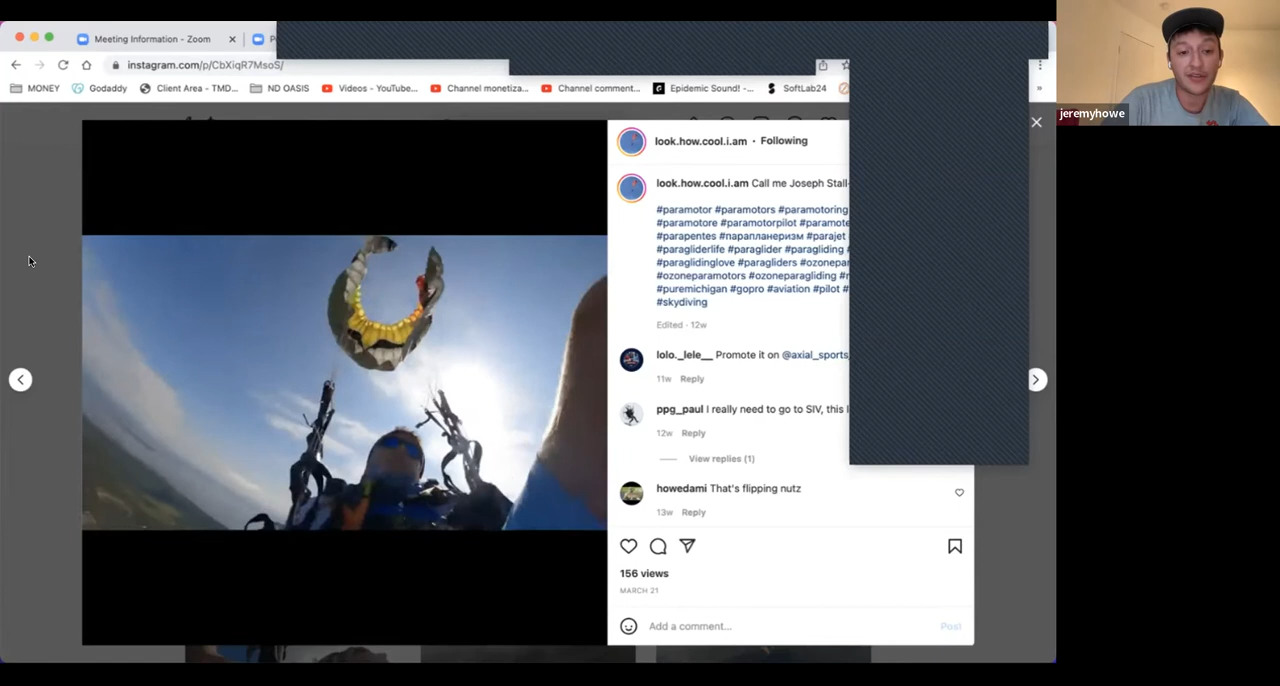 Meeting Information - Zoom
instagram.com/p/CbXiqR7MsoS/
MONEY
Godaddy
Client Area - TMD...
ND OASIS
Videos - YouTube...
Channel monetiza...
Channel comment...
Epidemic Sound! -...
SoftLab24
»
jeremyhowe
look.how.cool.i.am • Following
look.how.cool.i.am Call me Joseph Stall-
#paramotor #paramotors #paramotoring
#paramotore #paramotorpilot #paramote
#parapentes #парапланеризм #parajet
#paragliderlife #paraglider #paragliding
#paraglidinglove #paragliders #ozonepar
#ozoneparamotors #ozoneparagliding
#puremichigan #gopro #aviation #pilot #
#skydiving
Edited · 12w
lolo._lele__ Promote it on @axial_sports
11w Reply
ppg_paul I really need to go to SIV, this
12w Reply
View replies (1)
howedami That's flipping nutz
13w Reply
156 views
MARCH 21
Add a comment...
Post